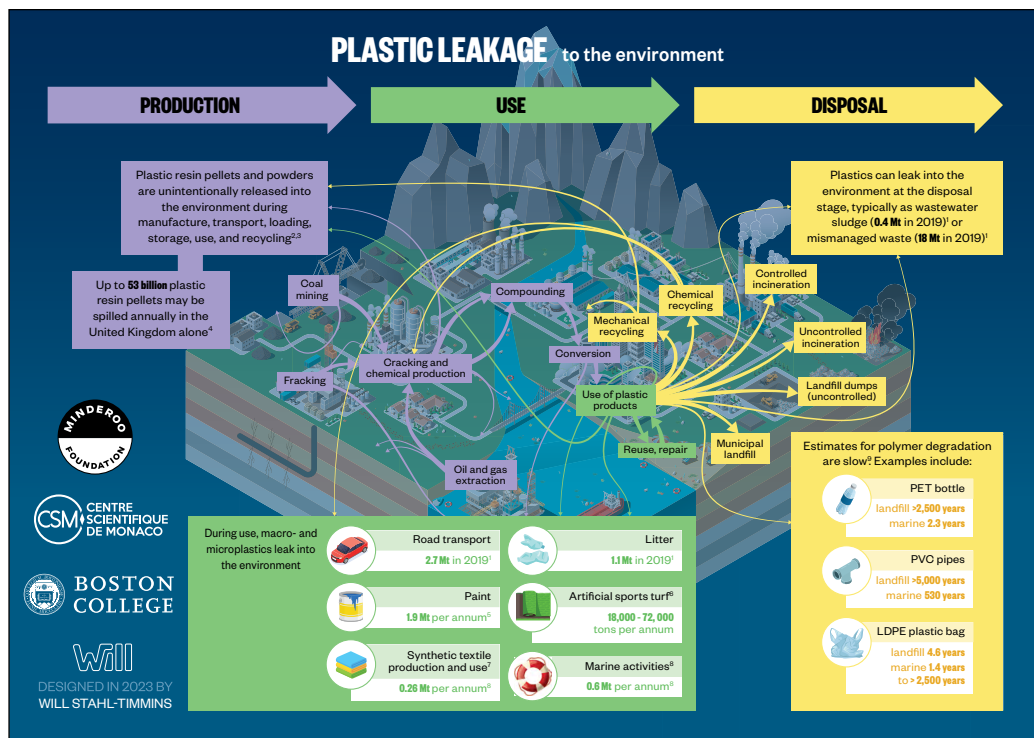 PLASTIC LEAKAGE to the environment
PRODUCTION
USE
DISPOSAL
Plastic resin pellets and powders
are unintentionally released into
the environment during
manufacture, transport, loading,
storage, use, and recycling²,³
Up to 53 billion plastic
resin pellets may be
spilled annually in the
United Kingdom alone⁴
Plastics can leak into the
environment at the disposal
stage, typically as wastewater
sludge (0.4 Mt in 2019)¹ or
mismanaged waste (18 Mt in 2019)¹
Coal
mining
Fracking
Cracking and
chemical production
Oil and gas
extraction
Compounding
Conversion
Mechanical
recycling
Chemical
recycling
Controlled
incineration
Uncontrolled
incineration
Landfill dumps
(uncontrolled)
Municipal
landfill
Use of plastic
products
Reuse, repair
MINDEROO
FOUNDATION
CSM
CENTRE
SCIENTIFIQUE
DE MONACO
BOSTON
COLLEGE
Will
DESIGNED IN 2023 BY
WILL STAHL-TIMMINS
During use, macro- and
microplastics leak into
the environment
Road transport
2.7 Mt in 2019¹
Paint
1.9 Mt per annum⁵
Synthetic textile
production and use⁷
0.26 Mt per annum⁸
Litter
1.1 Mt in 2019¹
Artificial sports turf⁶
18,000 - 72,000
tons per annum
Marine activities⁸
0.6 Mt per annum⁸
Estimates for polymer degradation
are slow⁹ Examples include:
PET bottle
landfill >2,500 years
marine 2.3 years
PVC pipes
landfill >5,000 years
marine 530 years
LDPE plastic bag
landfill 4.6 years
marine 1.4 years
to > 2,500 years